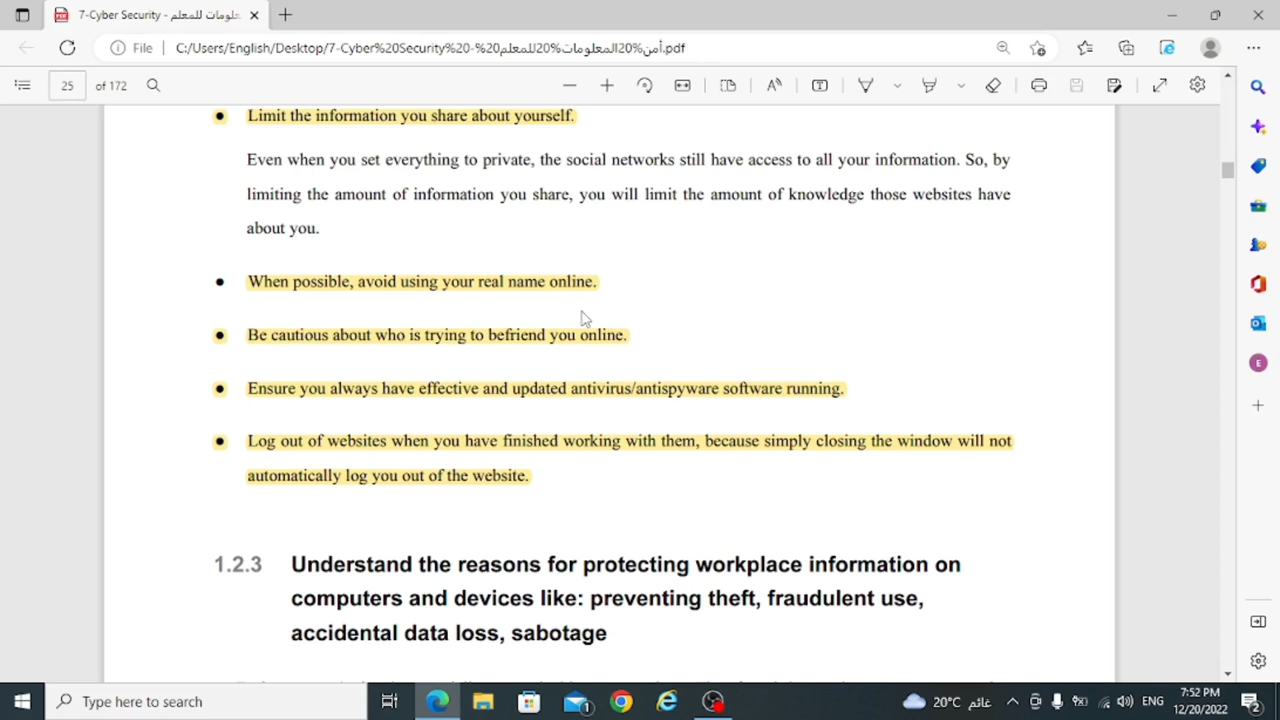 7-Cyber Security - أمن المعلومات للمعلم
File
C:/Users/English/Desktop/7-Cyber%20Security%20-%20أمن%20المعلومات%20للمعلم.pdf
25 of 172
• Limit the information you share about yourself.
Even when you set everything to private, the social networks still have access to all your information. So, by
limiting the amount of information you share, you will limit the amount of knowledge those websites have
about you.
• When possible, avoid using your real name online.
• Be cautious about who is trying to befriend you online.
• Ensure you always have effective and updated antivirus/antispyware software running.
• Log out of websites when you have finished working with them, because simply closing the window will not
automatically log you out of the website.
1.2.3 Understand the reasons for protecting workplace information on
computers and devices like: preventing theft, fraudulent use,
accidental data loss, sabotage
E
Type here to search
1
20°C غائم
ENG
7:52 PM
12/20/2022
2